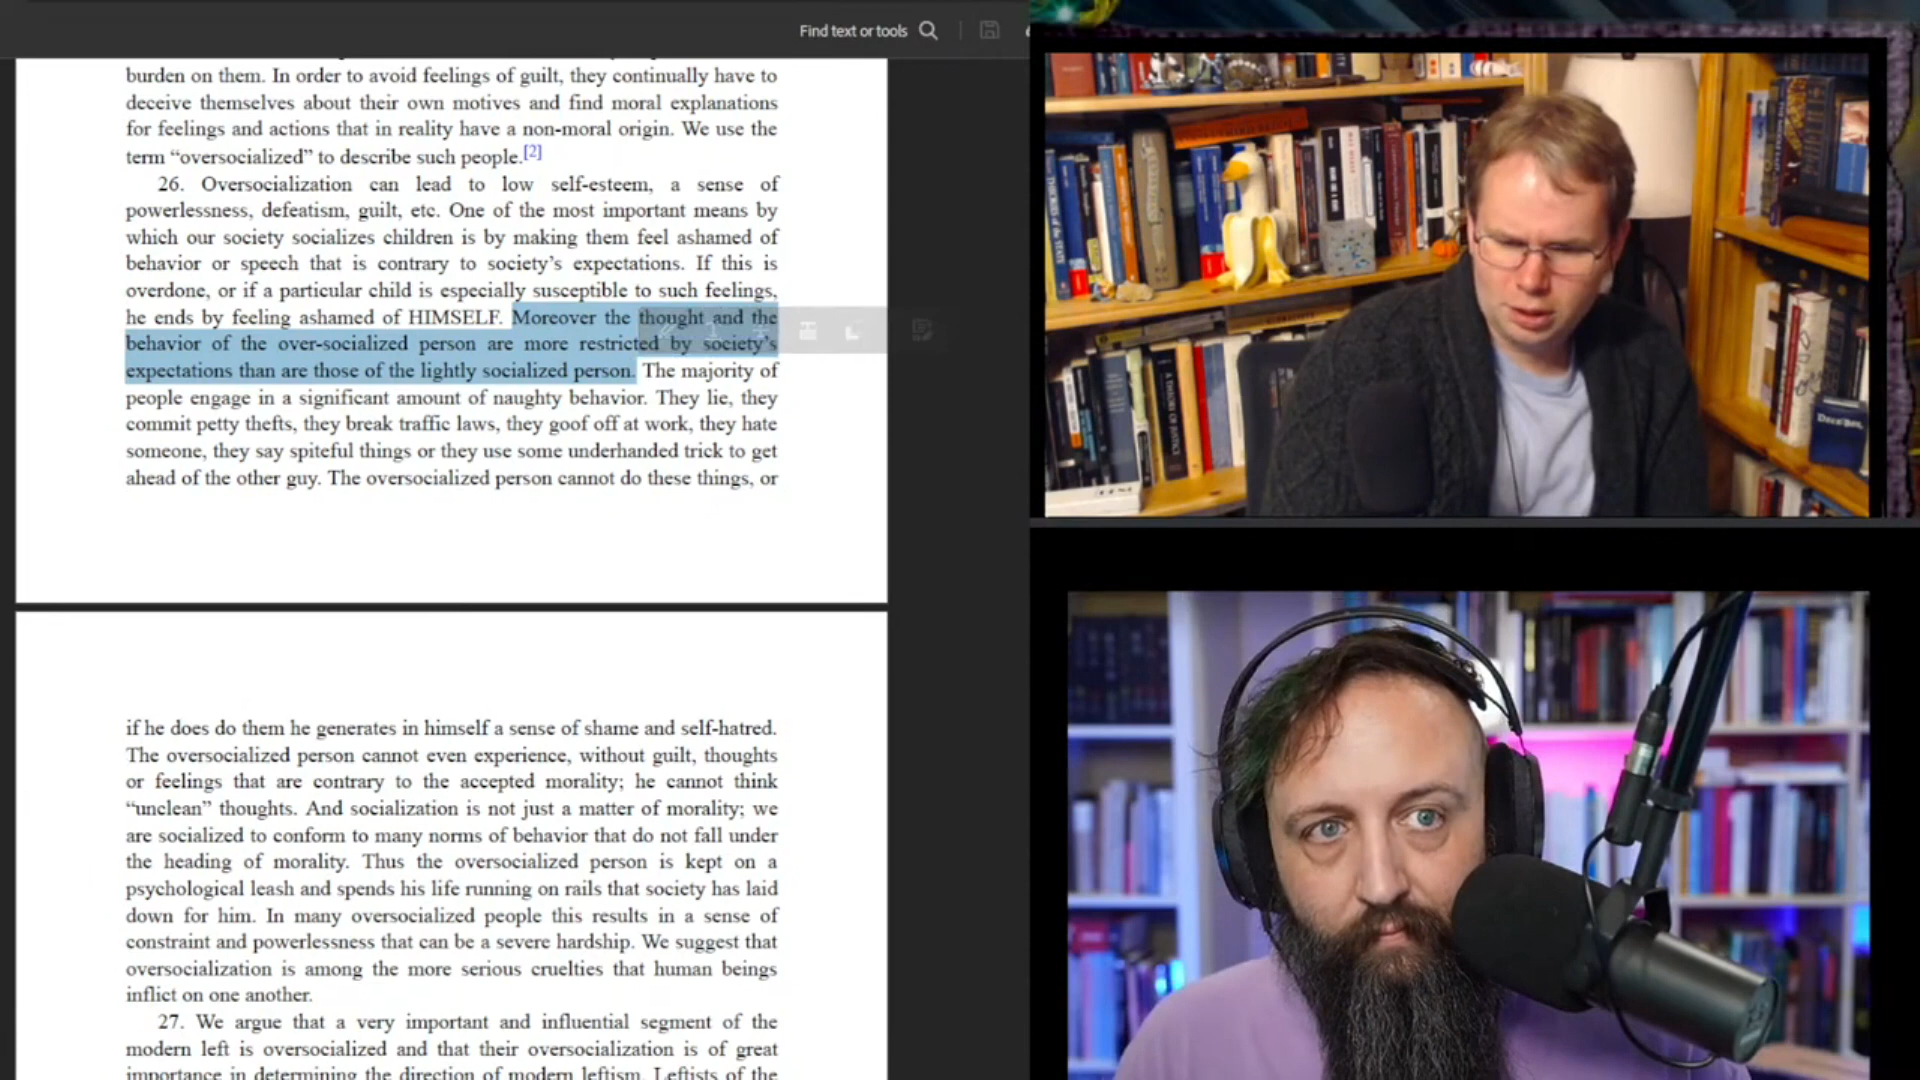 Find text or tools
burden on them. In order to avoid feelings of guilt, they continually have to
deceive themselves about their own motives and find moral explanations
for feelings and actions that in reality have a non-moral origin. We use the
term “oversocialized” to describe such people.[2]
26. Oversocialization can lead to low self-esteem, a sense of
powerlessness, defeatism, guilt, etc. One of the most important means by
which our society socializes children is by making them feel ashamed of
behavior or speech that is contrary to society’s expectations. If this is
overdone, or if a particular child is especially susceptible to such feelings,
he ends by feeling ashamed of HIMSELF. Moreover the thought and the
behavior of the over-socialized person are more restricted by society’s
expectations than are those of the lightly socialized person. The majority of
people engage in a significant amount of naughty behavior. They lie, they
commit petty thefts, they break traffic laws, they goof off at work, they hate
someone, they say spiteful things or they use some underhanded trick to get
ahead of the other guy. The oversocialized person cannot do these things, or
if he does do them he generates in himself a sense of shame and self-hatred.
The oversocialized person cannot even experience, without guilt, thoughts
or feelings that are contrary to the accepted morality; he cannot think
“unclean” thoughts. And socialization is not just a matter of morality; we
are socialized to conform to many norms of behavior that do not fall under
the heading of morality. Thus the oversocialized person is kept on a
psychological leash and spends his life running on rails that society has laid
down for him. In many oversocialized people this results in a sense of
constraint and powerlessness that can be a severe hardship. We suggest that
oversocialization is among the more serious cruelties that human beings
inflict on one another.
27. We argue that a very important and influential segment of the
modern left is oversocialized and that their oversocialization is of great
importance in determining the direction of modern leftism. Leftists of the
A THEORY OF JUSTICE